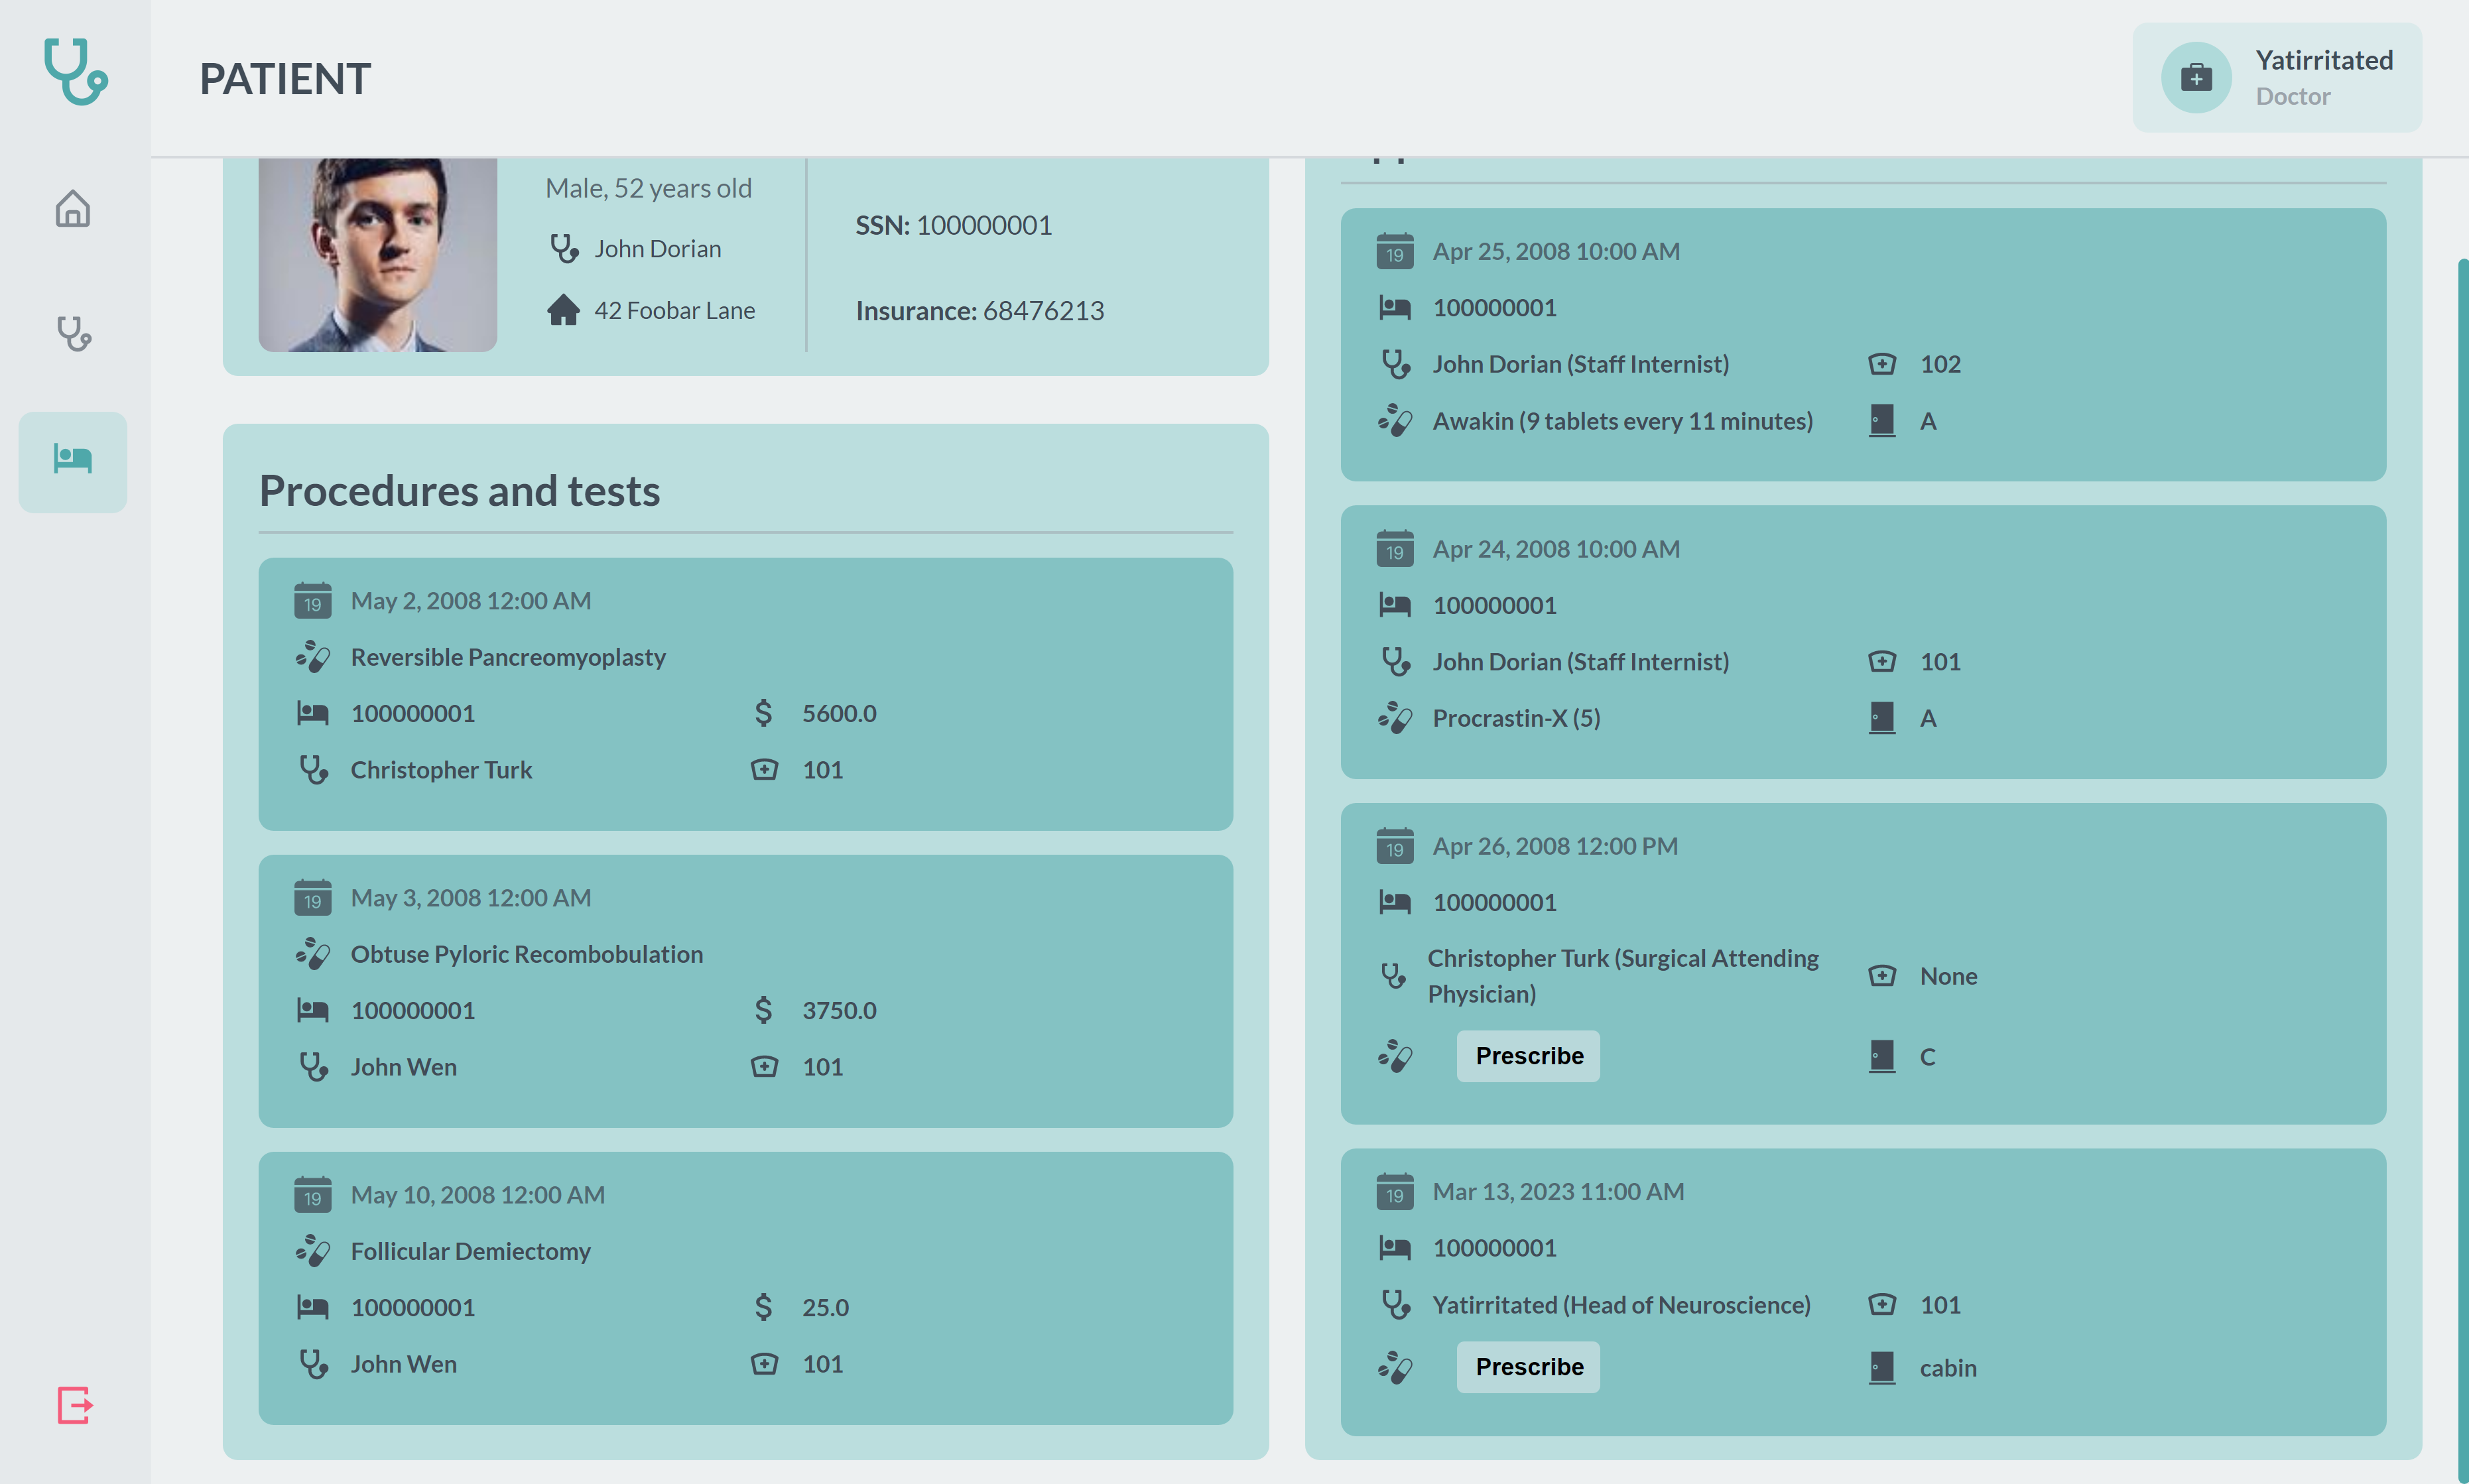 PATIENT
Yatirritated
Doctor
Male, 52 years old
John Dorian
42 Foobar Lane
SSN: 100000001
Insurance: 68476213
Procedures and tests
19 May 2, 2008 12:00 AM
Reversible Pancreomyoplasty
100000001 $ 5600.0
Christopher Turk 101
19 May 3, 2008 12:00 AM
Obtuse Pyloric Recombobulation
100000001 $ 3750.0
John Wen 101
19 May 10, 2008 12:00 AM
Follicular Demiectomy
100000001 $ 25.0
John Wen 101
19 Apr 25, 2008 10:00 AM
100000001
John Dorian (Staff Internist) 102
Awakin (9 tablets every 11 minutes) A
19 Apr 24, 2008 10:00 AM
100000001
John Dorian (Staff Internist) 101
Procrastin-X (5) A
19 Apr 26, 2008 12:00 PM
100000001
Christopher Turk (Surgical Attending
Physician) None
Prescribe C
19 Mar 13, 2023 11:00 AM
100000001
Yatirritated (Head of Neuroscience) 101
Prescribe cabin